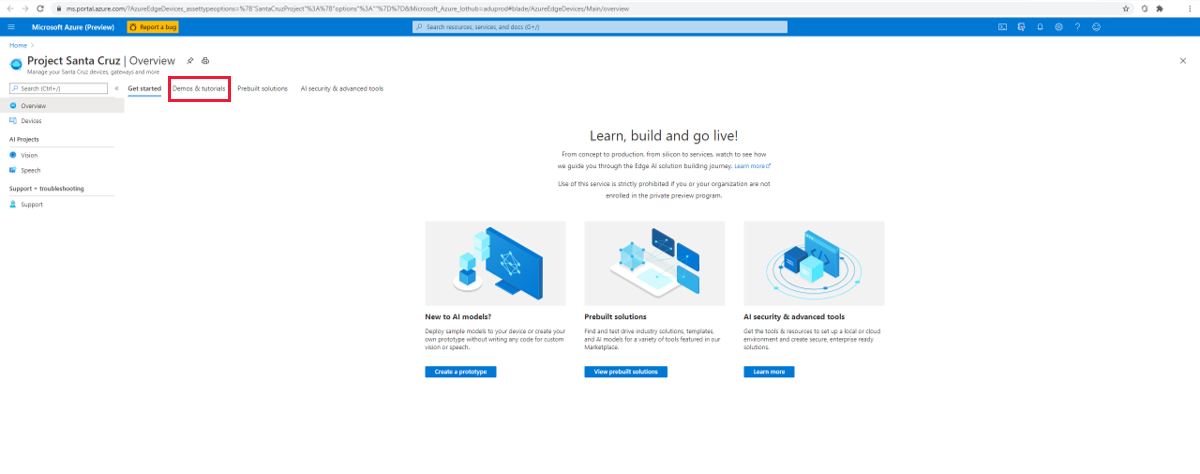 ms.portal.azure.com/?AzureEdgeDevices_assettypeoptions=%7B"SantaCruzProject"%3A%7B"options"%3A""%7D%7D&Microsoft_Azure_Iothub=aduprod#blade/AzureEdgeDevices/Main/overview
Microsoft Azure (Preview)
Report a bug
Search resources, services, and docs (G+/)
Home
Project Santa Cruz | Overview
Manage your Santa Cruz devices, gateways and more
Search (Ctrl+/)
Get started
Demos & tutorials
Prebuilt solutions
AI security & advanced tools
Overview
Devices
AI Projects
Vision
Speech
Support + troubleshooting
Support
Learn, build and go live!
From concept to production, from silicon to services, watch to see how
we guide you through the Edge AI solution building journey. Learn more
Use of this service is strictly prohibited if you or your organization are not
enrolled in the private preview program.
New to AI models?
Deploy sample models to your device or create your
own prototype without writing any code for custom
vision or speech.
Create a prototype
Prebuilt solutions
Find and test drive industry solutions, templates,
and AI models for a variety of tools featured in our
Marketplace.
View prebuilt solutions
AI security & advanced tools
Get the tools & resources to set up a local or cloud
environment and create secure, enterprise ready
solutions.
Learn more